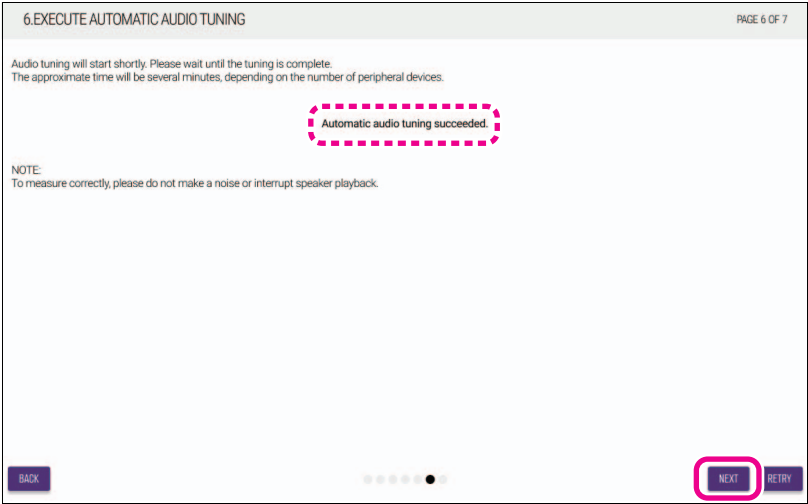 6.EXECUTE AUTOMATIC AUDIO TUNING
PAGE 6 OF 7
Audio tuning will start shortly. Please wait until the tuning is complete.
The approximate time will be several minutes, depending on the number of peripheral devices.
Automatic audio tuning succeeded.
NOTE:
To measure correctly, please do not make a noise or interrupt speaker playback.
BACK
NEXT
RETRY